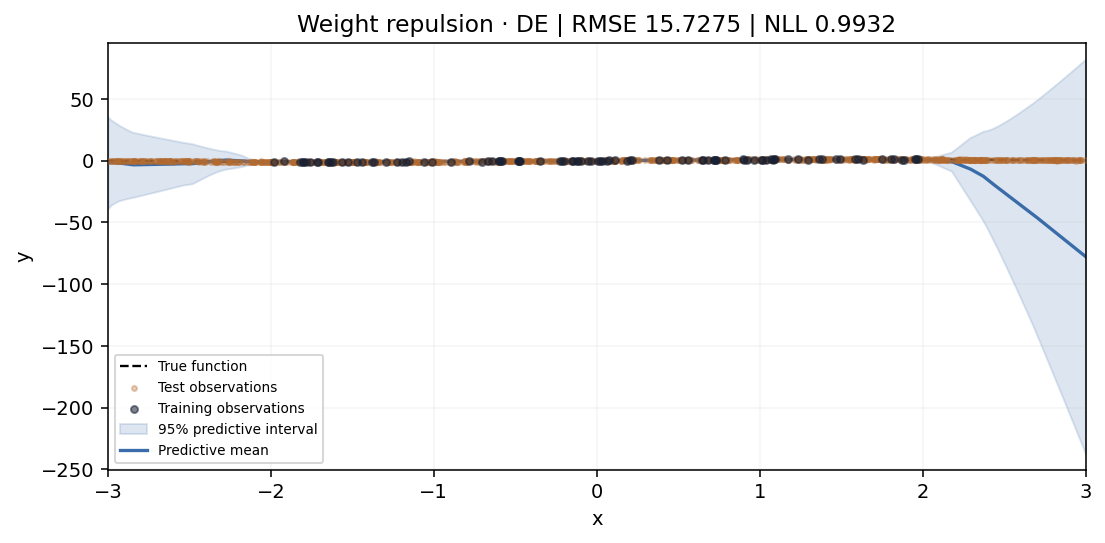 Weight repulsion · DE | RMSE 15.7275 | NLL 0.9932
50
0
−50
−100
−150
−200
−250
y
True function
Test observations
Training observations
95% predictive interval
Predictive mean
−3
−2
−1
0
1
2
3
x